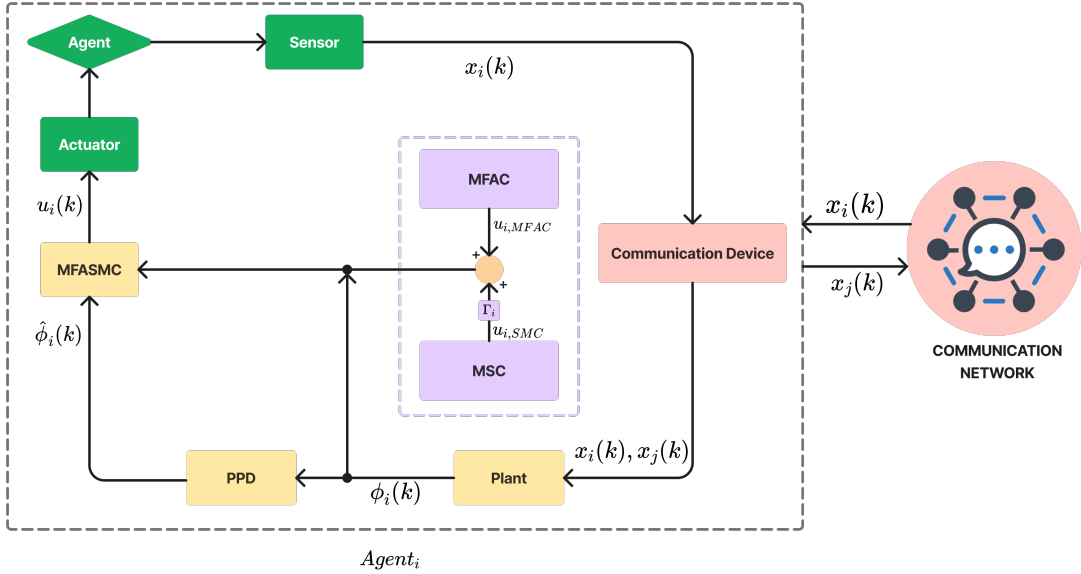 Agent
Sensor
x_i(k)
Actuator
MFAC
u_i(k)
u_{i,MFAC}
x_i(k)
Communication Device
MFASMC
+
+
x_j(k)
Γ_i
\hat{ϕ}_i(k)
u_{i,SMC}
MSC
COMMUNICATION
NETWORK
x_i(k), x_j(k)
PPD
Plant
ϕ_i(k)
Agent_i